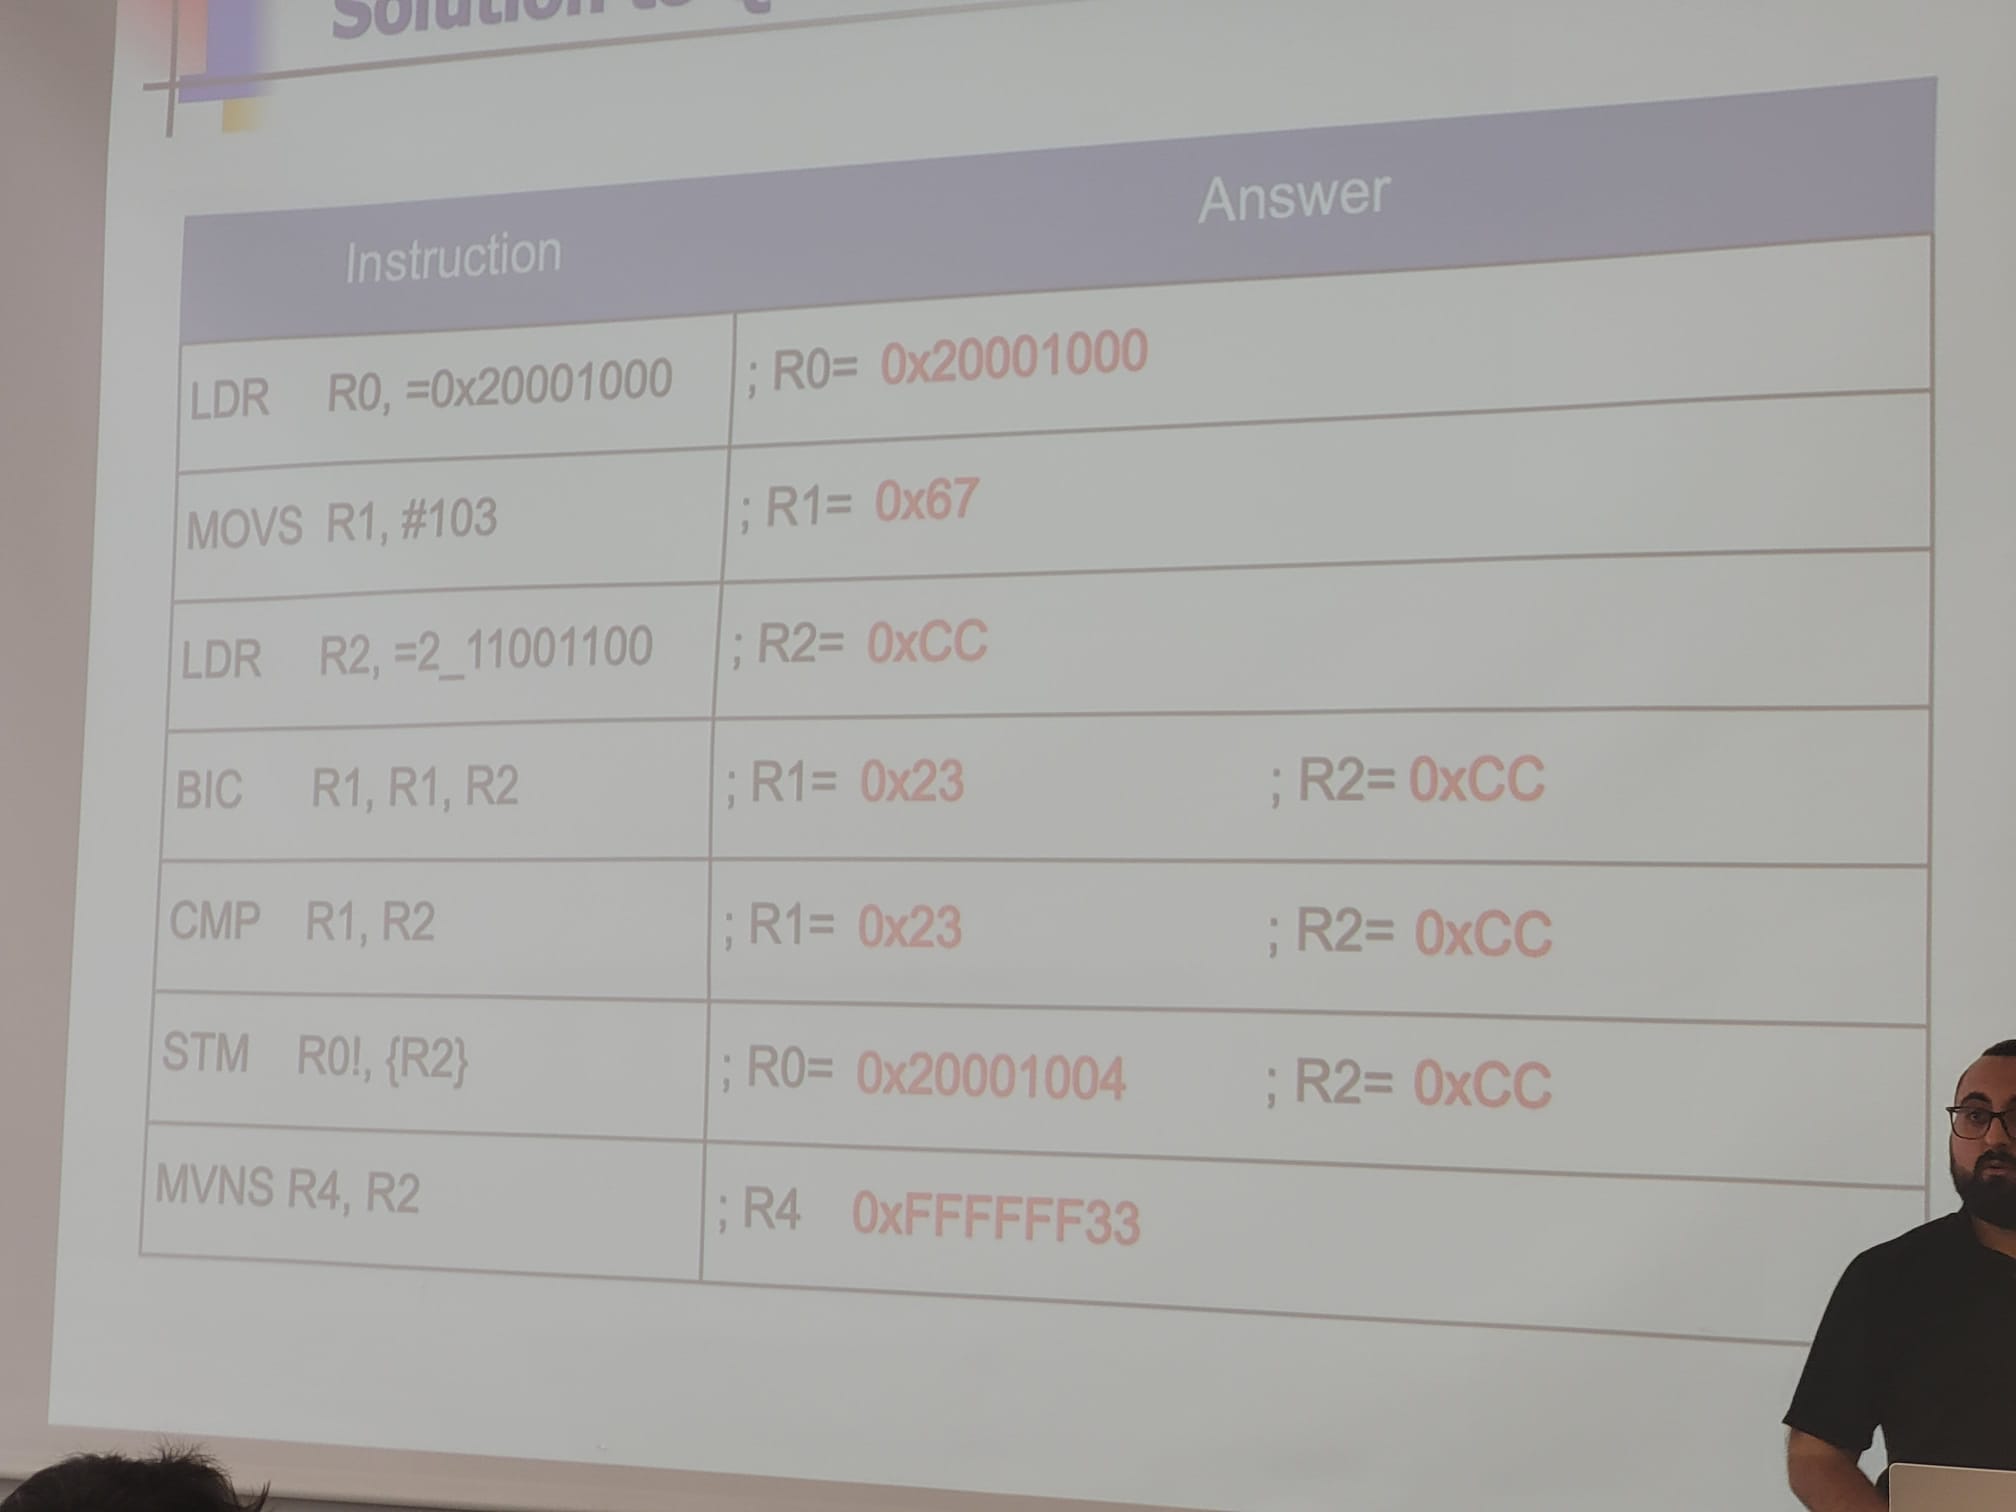 Solution to Q
Instruction Answer
LDR R0, =0x20001000 ; R0= 0x20001000
MOVS R1, #103 ; R1= 0x67
LDR R2, =2_11001100 ; R2= 0xCC
BIC R1, R1, R2 ; R1= 0x23 ; R2= 0xCC
CMP R1, R2 ; R1= 0x23 ; R2= 0xCC
STM R0!, {R2} ; R0= 0x20001004 ; R2= 0xCC
MVNS R4, R2 ; R4 0xFFFFFF33